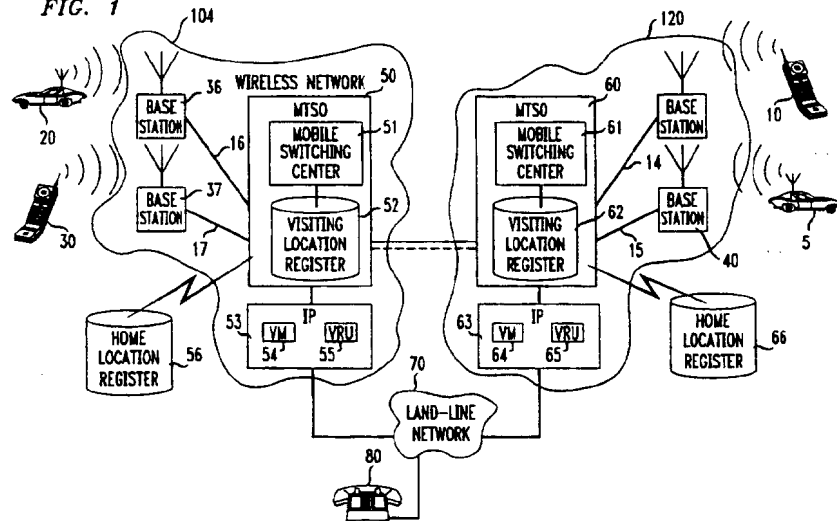 FIG. 1
104
120
WIRELESS NETWORK
50
60
36
MTSO
MTSO
10
BASE
STATION
51
61
BASE
STATION
20
16
MOBILE
SWITCHING
CENTER
MOBILE
SWITCHING
CENTER
14
37
BASE
STATION
52
62
BASE
STATION
30
17
VISITING
LOCATION
REGISTER
VISITING
LOCATION
REGISTER
15
40
5
53
IP
63
IP
HOME
LOCATION
REGISTER
56
VM
VRU
54
55
VM
VRU
64
65
HOME
LOCATION
REGISTER
66
70
LAND-LINE
NETWORK
80